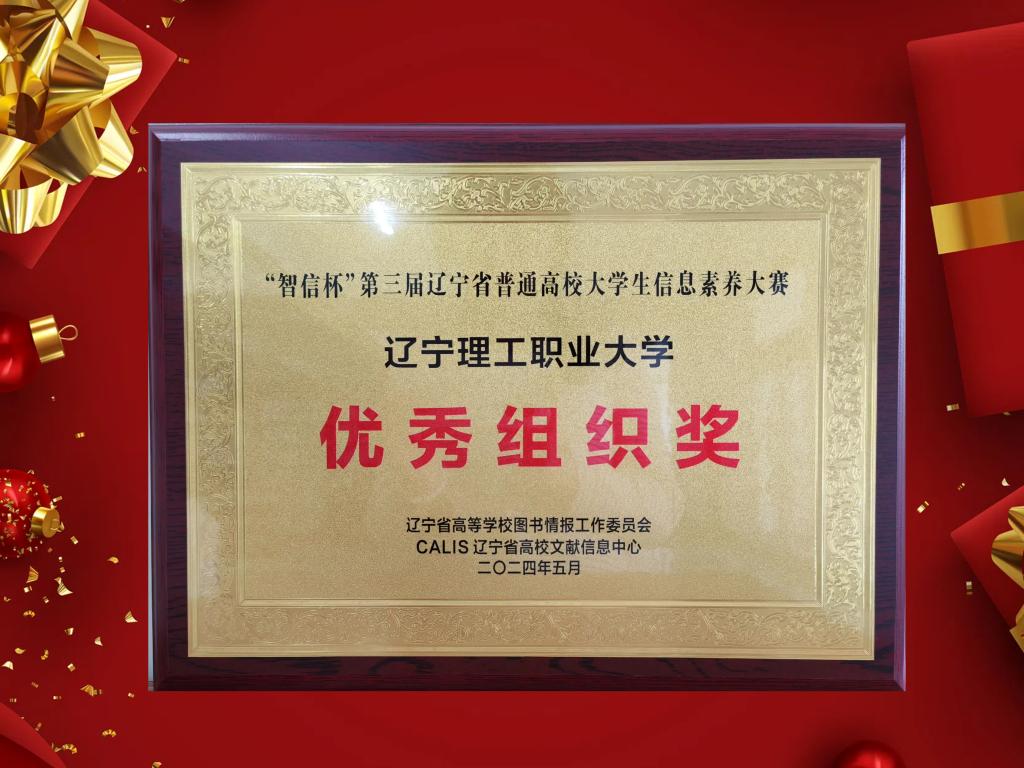 “智信杯”第三届辽宁省普通高校大学生信息素养大赛
辽宁理工职业大学
优秀组织奖
辽宁省高等学校图书情报工作委员会
CALIS 辽宁省高校文献信息中心
二〇二四年五月